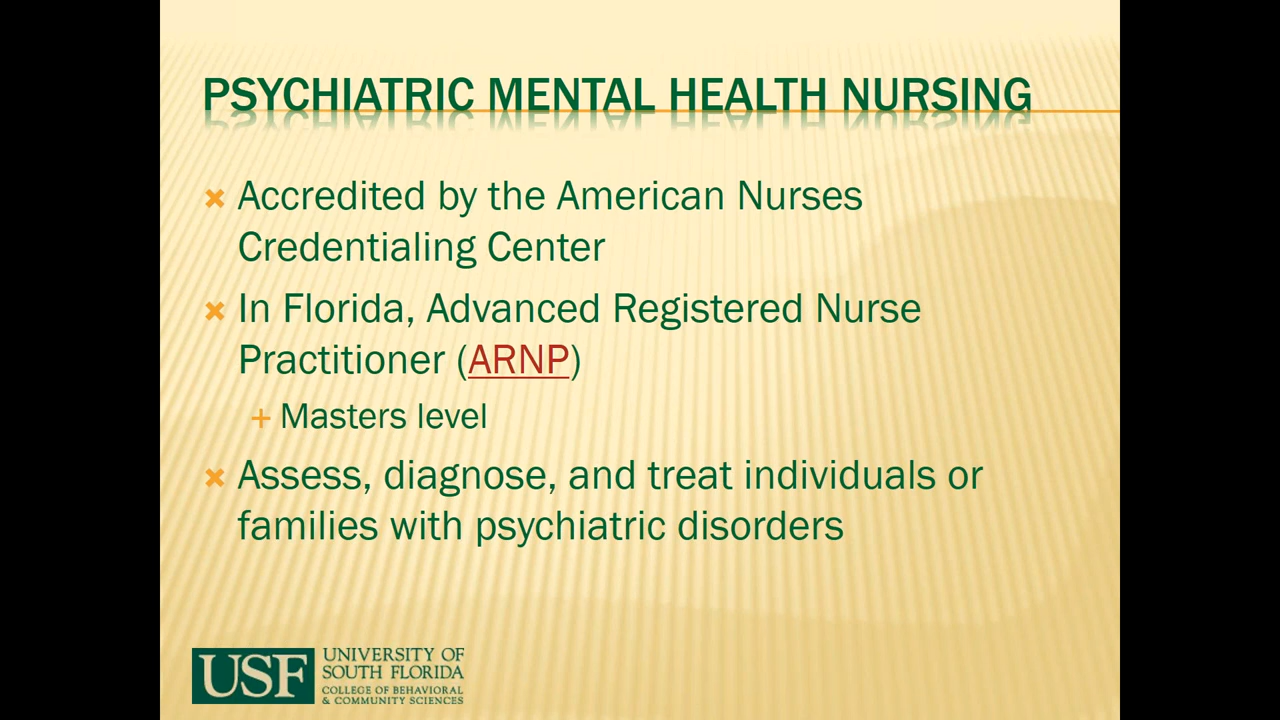 PSYCHIATRIC MENTAL HEALTH NURSING
Accredited by the American Nurses
Credentialing Center
In Florida, Advanced Registered Nurse
Practitioner (ARNP)
Masters level
Assess, diagnose, and treat individuals or
families with psychiatric disorders
USF
UNIVERSITY OF
SOUTH FLORIDA
COLLEGE OF BEHAVIORAL
& COMMUNITY SCIENCES